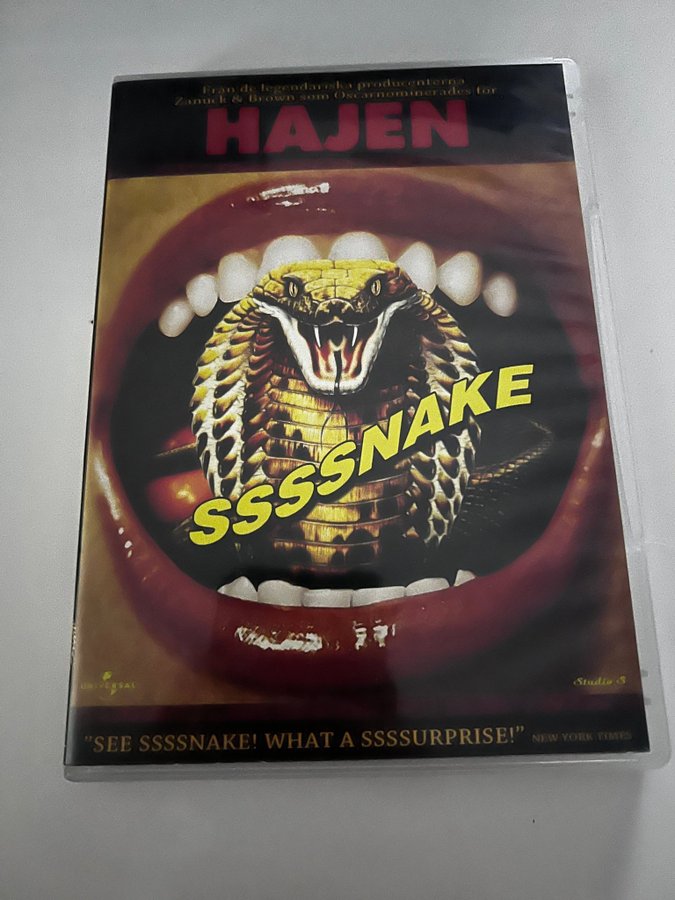 Från de legendariska producenterna
Zanuck & Brown som Oscarnominerades för
HAJEN
SSSSNAKE
UNIVERSAL
Studio S
"SEE SSSSNAKE! WHAT A SSSSURPRISE!" NEW YORK TIMES